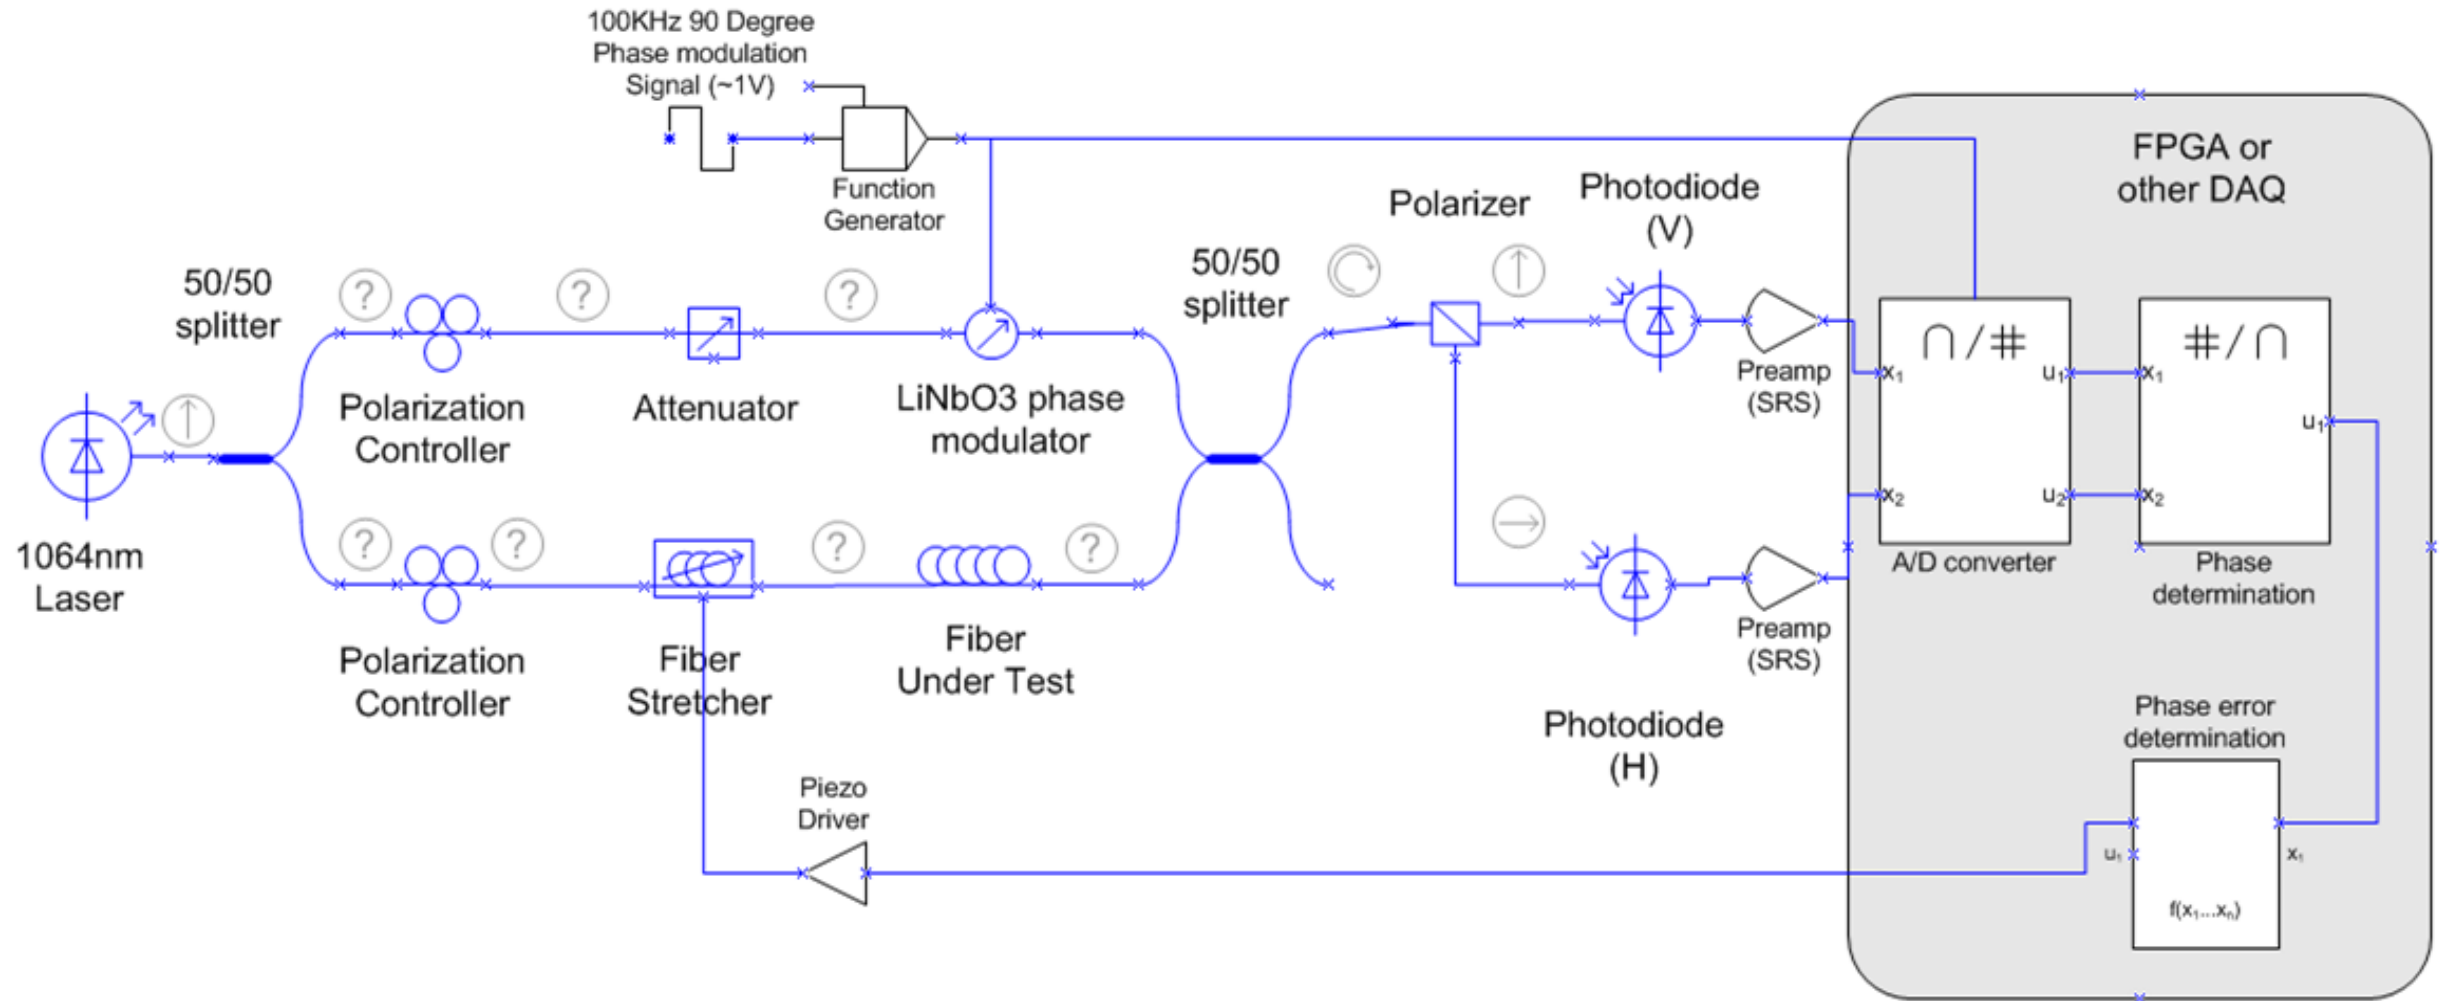 100KHz 90 Degree
Phase modulation
Signal (~1V)
Function
Generator
FPGA or
other DAQ
Polarizer
Photodiode
(V)
50/50
splitter
50/50
splitter
?
?
?
Polarization
Controller
Attenuator
LiNbO3 phase
modulator
Preamp
(SRS)
∩/#
#/∩
x₁
u₁
x₁
u₁
x₂
u₂
x₂
A/D converter
Phase
determination
1064nm
Laser
?
?
?
?
Polarization
Controller
Fiber
Stretcher
Fiber
Under Test
Preamp
(SRS)
Photodiode
(H)
Phase error
determination
Piezo
Driver
u₁
x₁
f(x₁...xₙ)